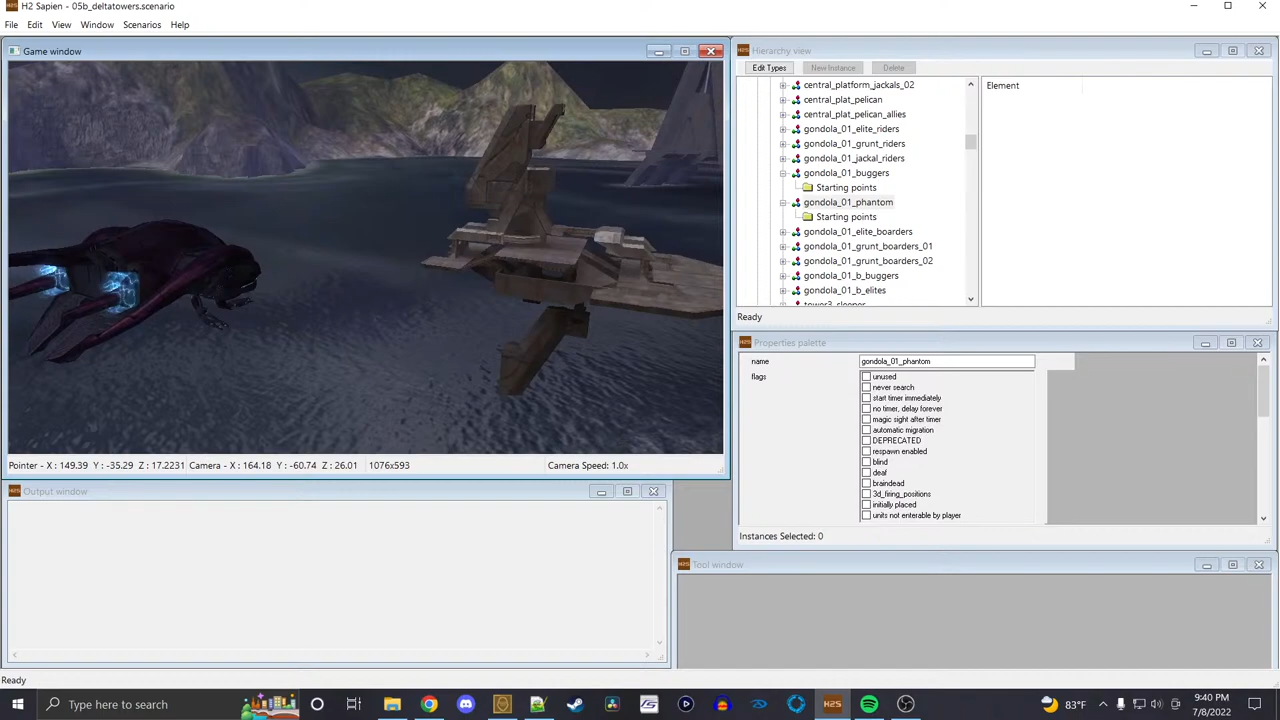 H2 Sapien - 05b_deltatowers.scenario
File Edit View Window Scenarios Help
Game window
Pointer - X : 149.39 Y : -35.29 Z : 17.2231 Camera - X : 164.18 Y : -60.74 Z : 26.01 1076x593 Camera Speed: 1.0x
Hierarchy view
Edit Types New Instance Delete
central_platform_jackals_02
central_plat_pelican
central_plat_pelican_allies
gondola_01_elite_riders
gondola_01_grunt_riders
gondola_01_jackal_riders
gondola_01_buggers
Starting points
gondola_01_phantom
Starting points
gondola_01_elite_boarders
gondola_01_grunt_boarders_01
gondola_01_grunt_boarders_02
gondola_01_b_buggers
gondola_01_b_elites
Element
Ready
Properties palette
name gondola_01_phantom
flags unused
never search
start timer immediately
no timer, delay forever
magic sight after timer
automatic migration
DEPRECATED
respawn enabled
blind
deaf
braindead
3d_firing_positions
initially placed
units not enterable by player
Instances Selected: 0
Output window
Tool window
Ready
Type here to search
H2S
83°F
9:40 PM
7/8/2022